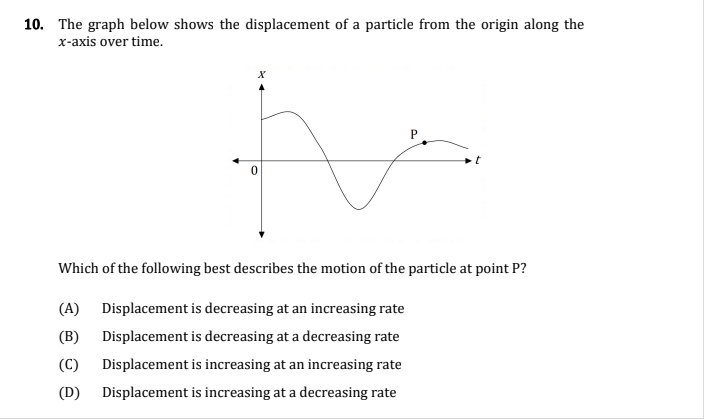 10. The graph below shows the displacement of a particle from the origin along the
x-axis over time.
x
P
t
0
Which of the following best describes the motion of the particle at point P?
(A) Displacement is decreasing at an increasing rate
(B) Displacement is decreasing at a decreasing rate
(C) Displacement is increasing at an increasing rate
(D) Displacement is increasing at a decreasing rate